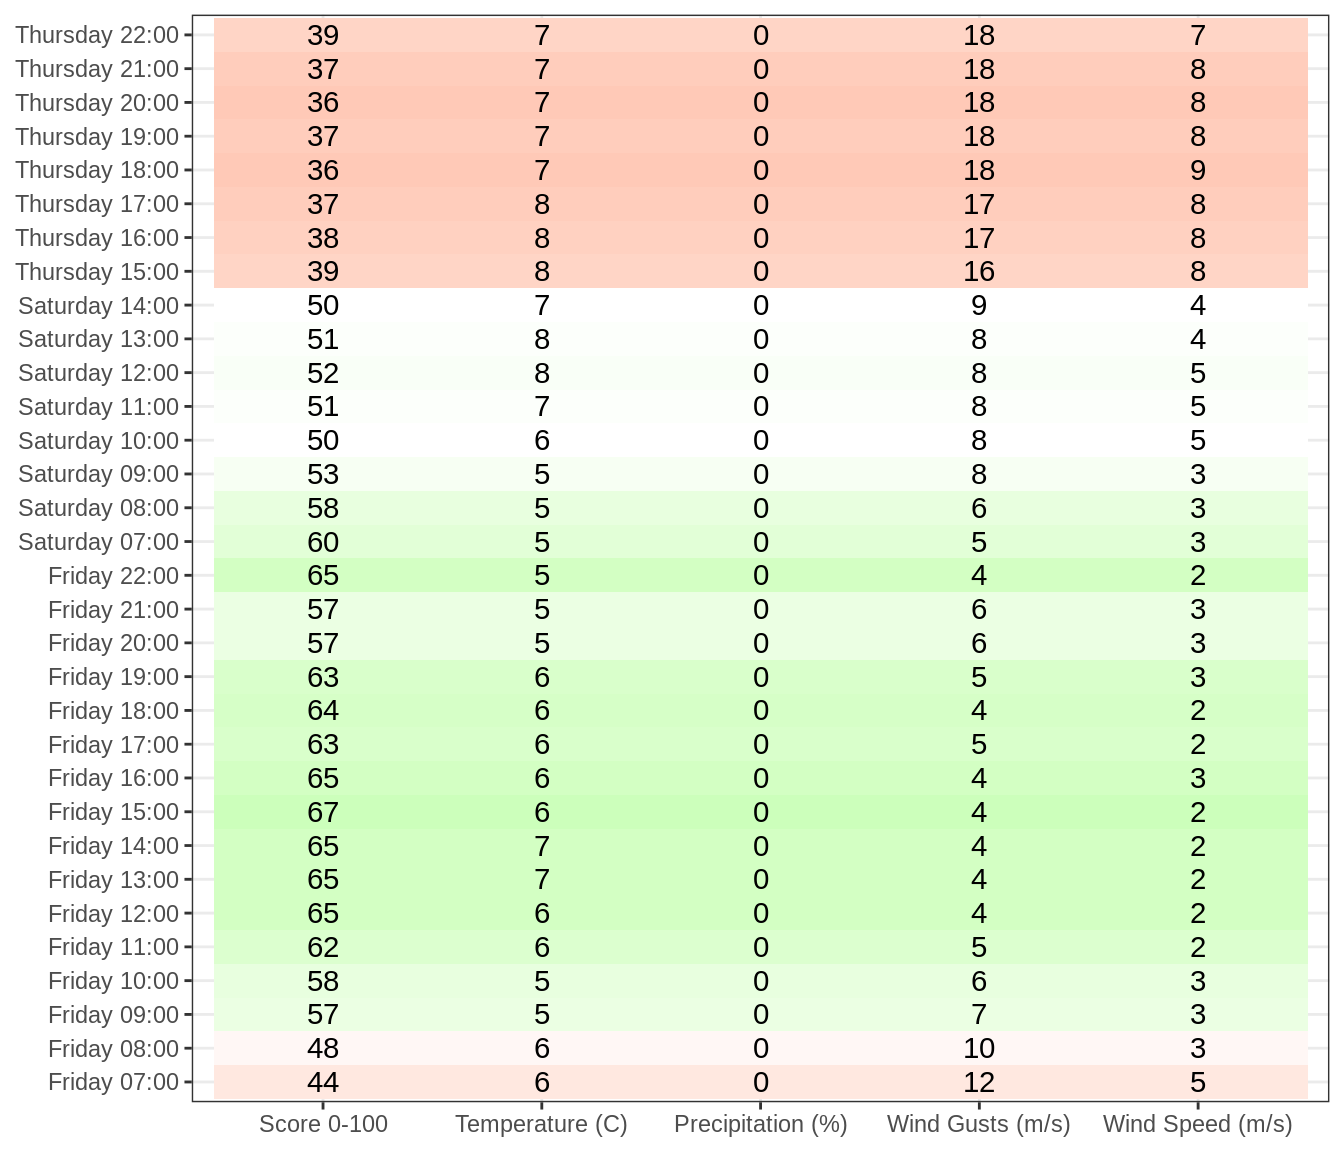 Thursday 22:00 39 7 0 18 7
Thursday 21:00 37 7 0 18 8
Thursday 20:00 36 7 0 18 8
Thursday 19:00 37 7 0 18 8
Thursday 18:00 36 7 0 18 9
Thursday 17:00 37 8 0 17 8
Thursday 16:00 38 8 0 17 8
Thursday 15:00 39 8 0 16 8
Saturday 14:00 50 7 0 9 4
Saturday 13:00 51 8 0 8 4
Saturday 12:00 52 8 0 8 5
Saturday 11:00 51 7 0 8 5
Saturday 10:00 50 6 0 8 5
Saturday 09:00 53 5 0 8 3
Saturday 08:00 58 5 0 6 3
Saturday 07:00 60 5 0 5 3
Friday 22:00 65 5 0 4 2
Friday 21:00 57 5 0 6 3
Friday 20:00 57 5 0 6 3
Friday 19:00 63 6 0 5 3
Friday 18:00 64 6 0 4 2
Friday 17:00 63 6 0 5 2
Friday 16:00 65 6 0 4 3
Friday 15:00 67 6 0 4 2
Friday 14:00 65 7 0 4 2
Friday 13:00 65 7 0 4 2
Friday 12:00 65 6 0 4 2
Friday 11:00 62 6 0 5 2
Friday 10:00 58 5 0 6 3
Friday 09:00 57 5 0 7 3
Friday 08:00 48 6 0 10 3
Friday 07:00 44 6 0 12 5
Score 0-100 Temperature (C) Precipitation (%) Wind Gusts (m/s) Wind Speed (m/s)